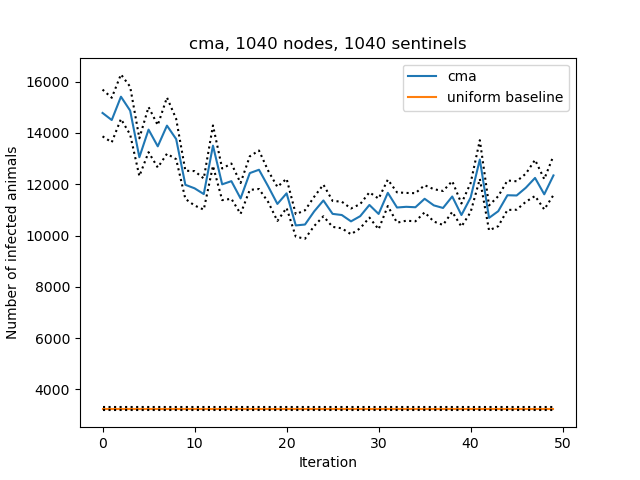 cma, 1040 nodes, 1040 sentinels
cma
uniform baseline
Number of infected animals
16000
14000
12000
10000
8000
6000
4000
0 10 20 30 40 50
Iteration